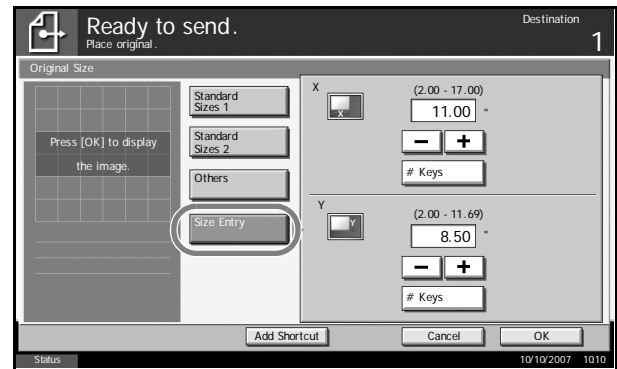 Ready to send.
Place original.
Destination
1
Original Size
Press [OK] to display
the image.
Standard
Sizes 1
Standard
Sizes 2
Others
Size Entry
X
X
(2.00 - 17.00)
11.00 "
− +
# Keys
Y
Y
(2.00 - 11.69)
8.50 "
− +
# Keys
Add Shortcut
Cancel
OK
Status
10/10/2007 10:10